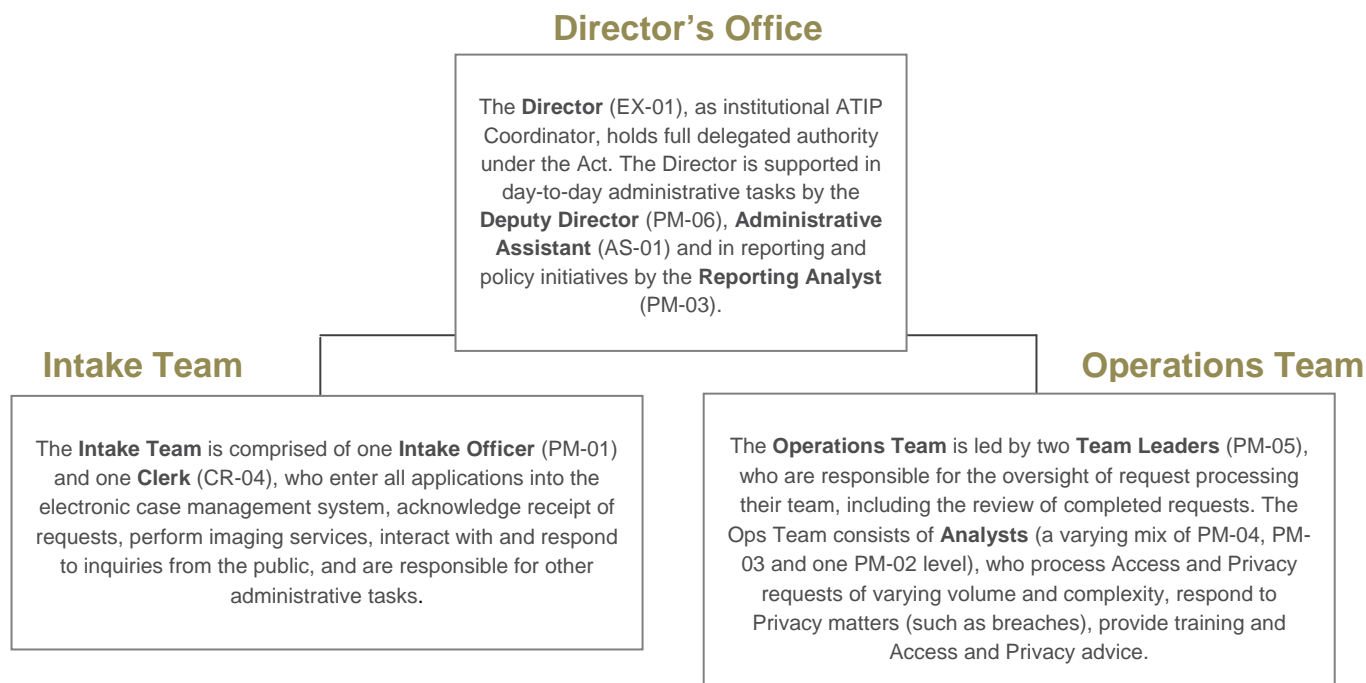 Director’s Office
The Director (EX-01), as institutional ATIP
Coordinator, holds full delegated authority
under the Act. The Director is supported in
day-to-day administrative tasks by the
Deputy Director (PM-06), Administrative
Assistant (AS-01) and in reporting and
policy initiatives by the Reporting Analyst
(PM-03).
Intake Team
The Intake Team is comprised of one Intake Officer (PM-01)
and one Clerk (CR-04), who enter all applications into the
electronic case management system, acknowledge receipt of
requests, perform imaging services, interact with and respond
to inquiries from the public, and are responsible for other
administrative tasks.
Operations Team
The Operations Team is led by two Team Leaders (PM-05),
who are responsible for the oversight of request processing
their team, including the review of completed requests. The
Ops Team consists of Analysts (a varying mix of PM-04, PM-
03 and one PM-02 level), who process Access and Privacy
requests of varying volume and complexity, respond to
Privacy matters (such as breaches), provide training and
Access and Privacy advice.